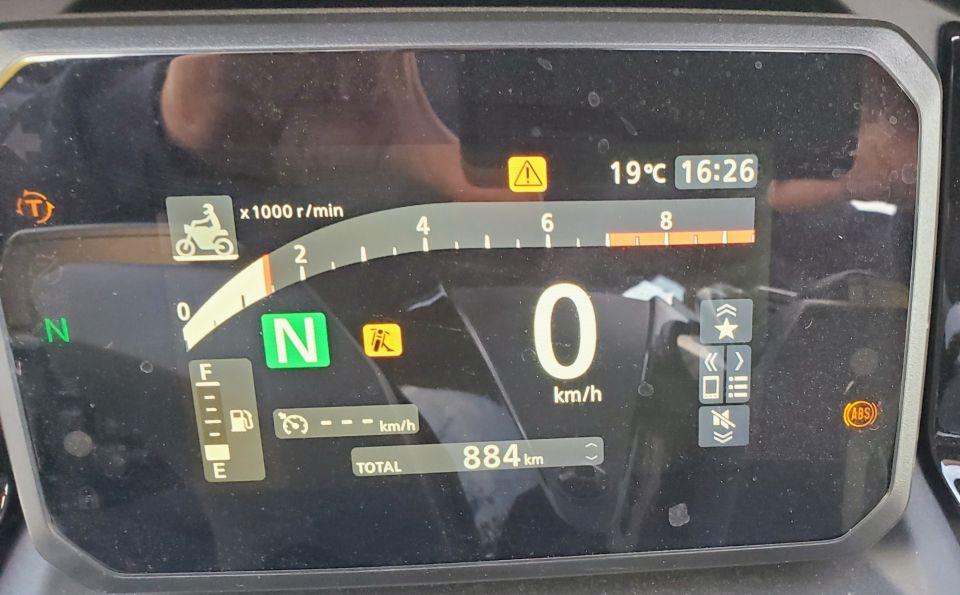 19℃ 16:26
x1000 r/min
0 2 4 6 8
T
N
N
0
km/h
F
E
--- km/h
TOTAL 884 km
ABS